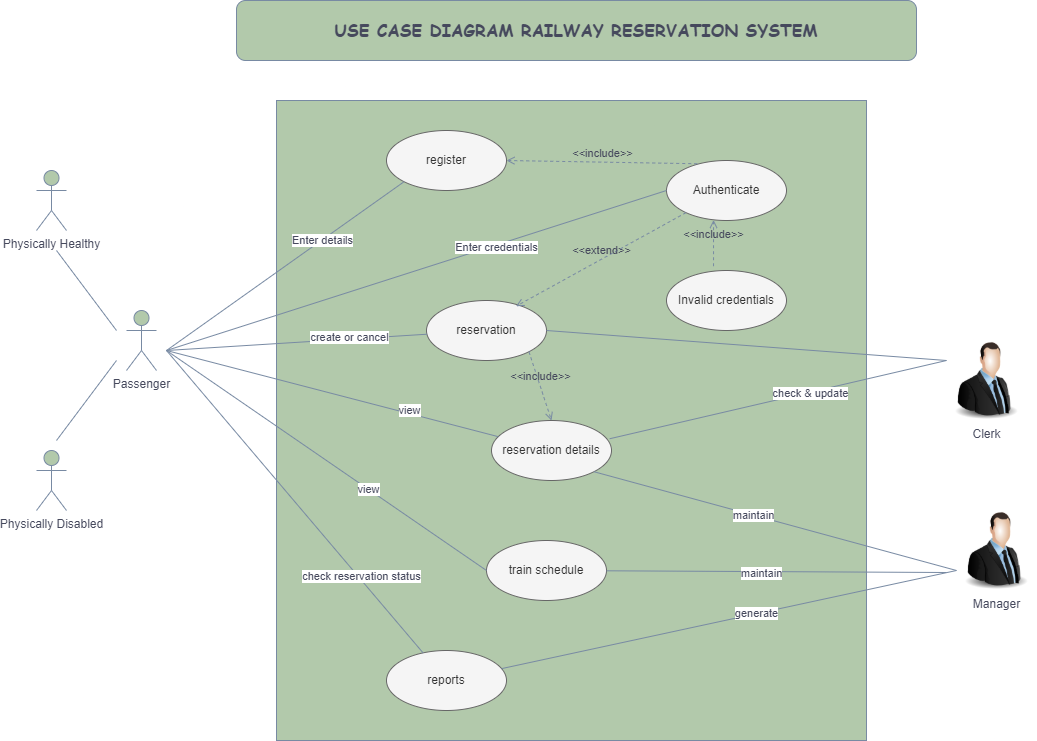 USE CASE DIAGRAM RAILWAY RESERVATION SYSTEM
register
<<include>>
Authenticate
Physically Healthy
Enter details
Enter credentials
<<include>>
<<extend>>
Invalid credentials
reservation
create or cancel
Passenger
<<include>>
check & update
view
Clerk
reservation details
view
maintain
Physically Disabled
train schedule
maintain
check reservation status
Manager
generate
reports